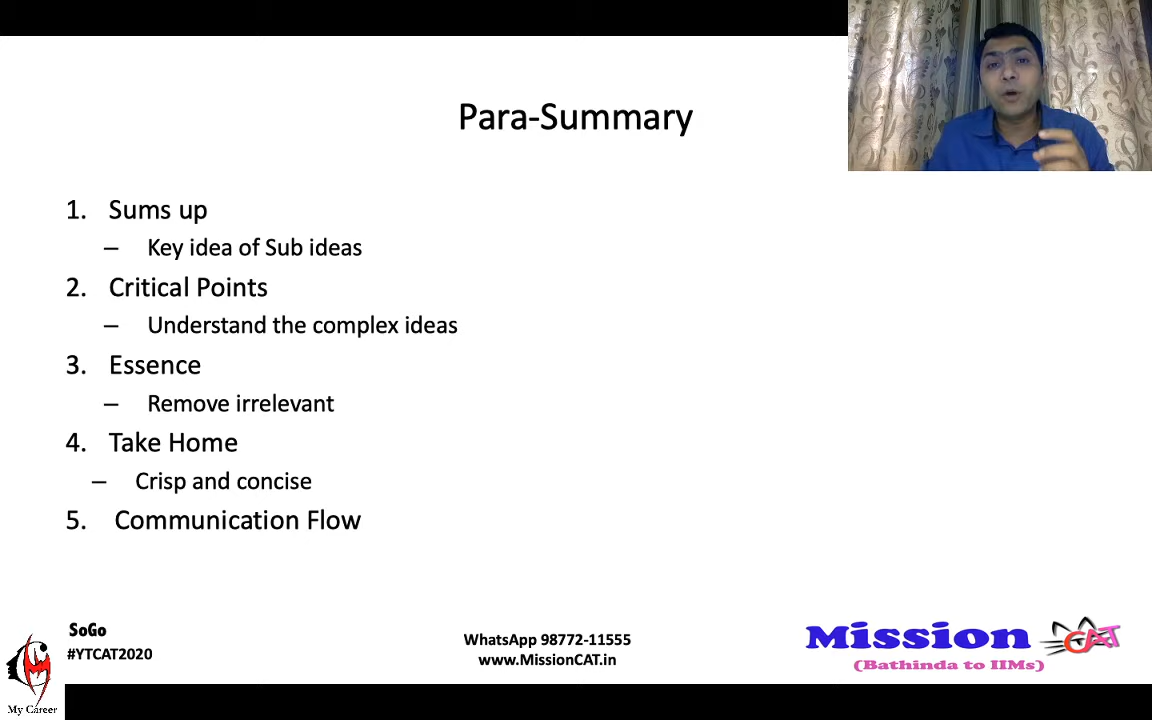 Para-Summary
1. Sums up
– Key idea of Sub ideas
2. Critical Points
– Understand the complex ideas
3. Essence
– Remove irrelevant
4. Take Home
– Crisp and concise
5. Communication Flow
SoGo
#YTCAT2020
My Career
WhatsApp 98772-11555
www.MissionCAT.in
Mission CAT
(Bathinda to IIMs)